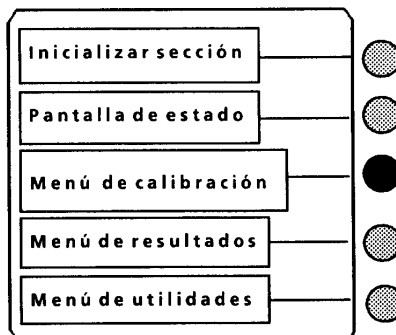 Inicializar sección
Pantalla de estado
Menú de calibración
Menú de resultados
Menú de utilidades